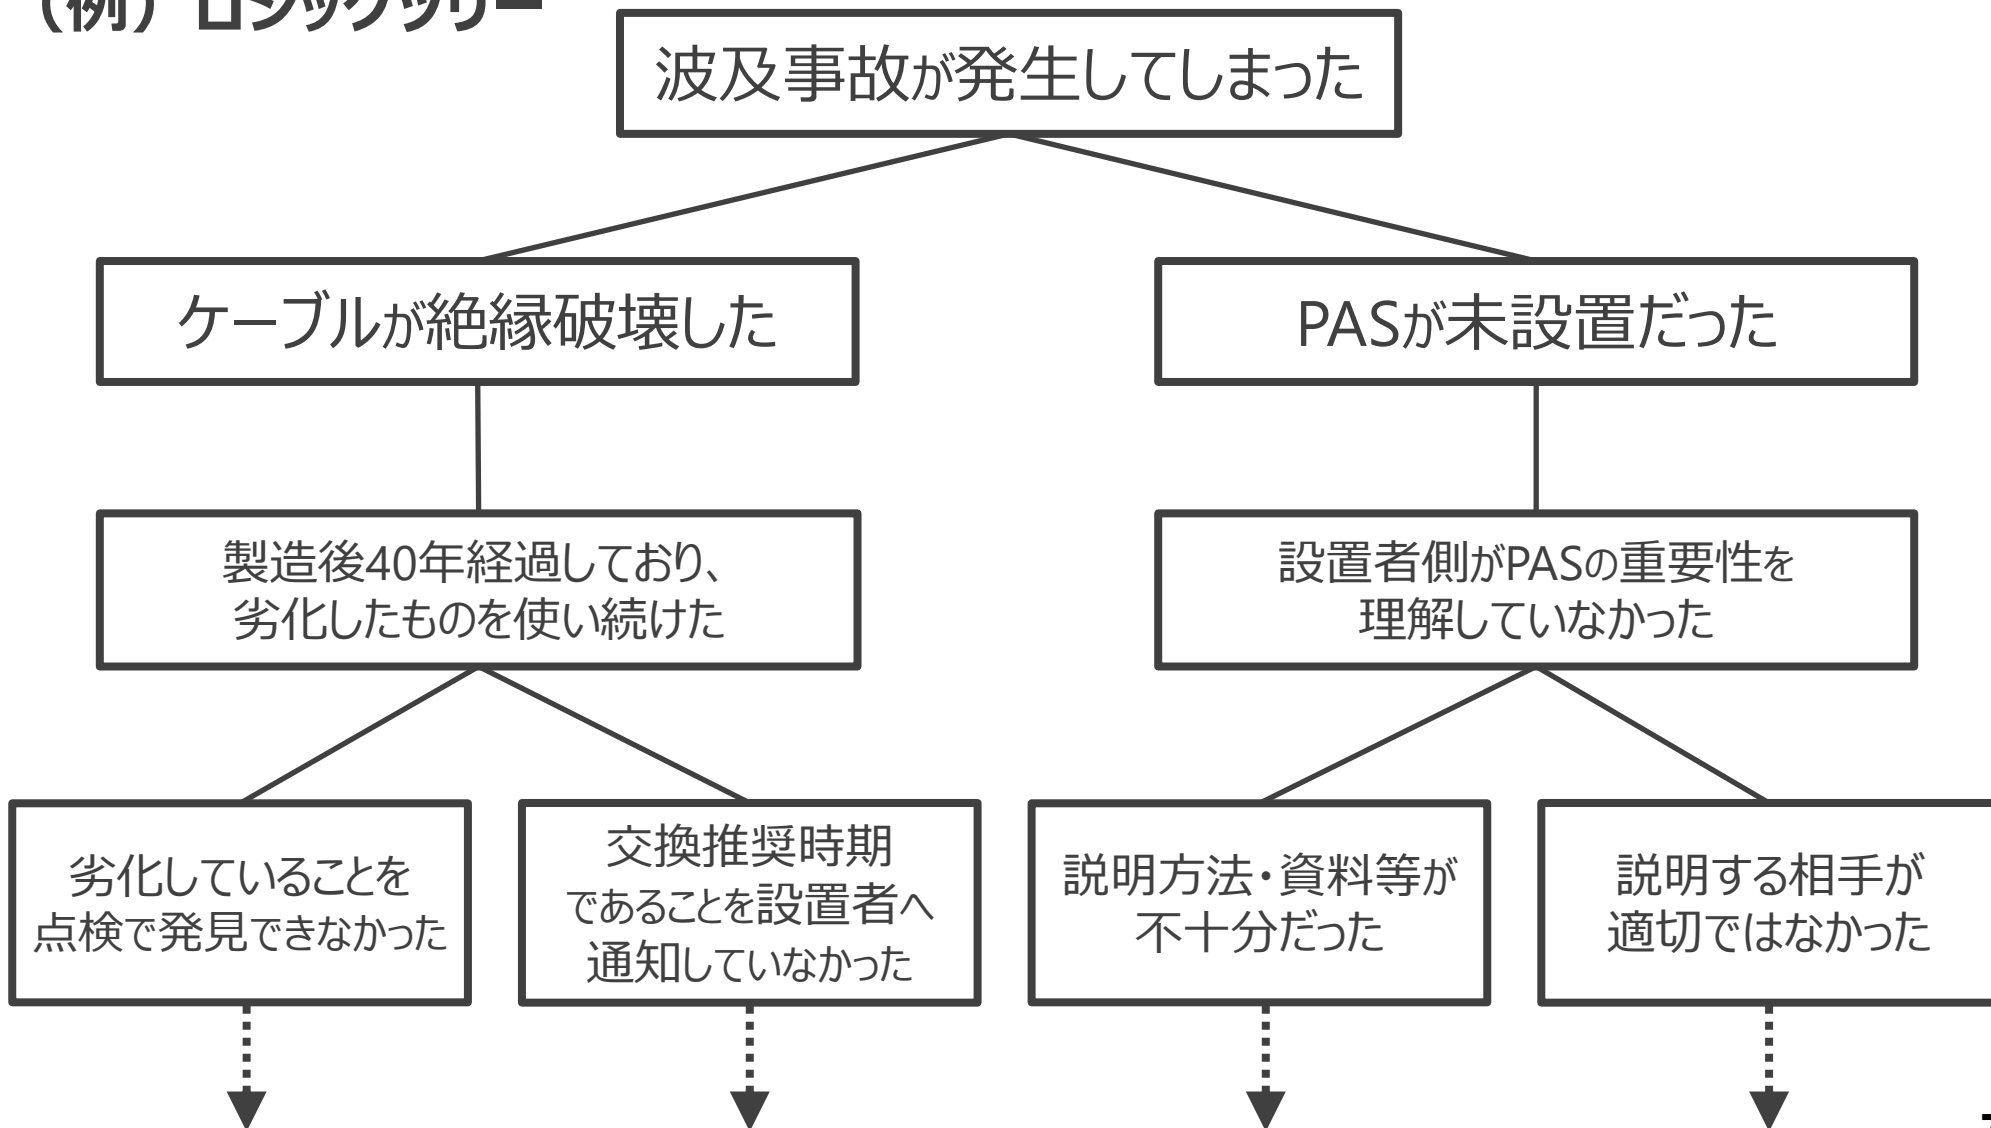 （例）ロジックツリー
波及事故が発生してしまった
ケーブルが絶縁破壊した
PASが未設置だった
製造後40年経過しており、
劣化したものを使い続けた
設置者側がPASの重要性を
理解していなかった
劣化していることを
点検で発見できなかった
交換推奨時期
であることを設置者へ
通知していなかった
説明方法・資料等が
不十分だった
説明する相手が
適切ではなかった